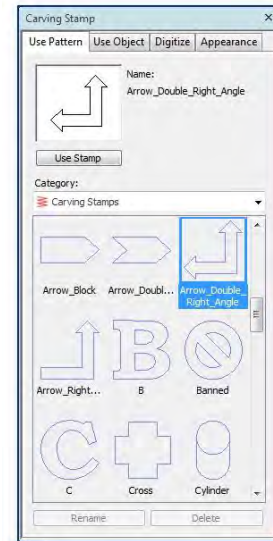 Carving Stamp
Use Pattern Use Object Digitize Appearance
Name:
Arrow_Double_Right_Angle
Use Stamp
Category:
Carving Stamps
Arrow_Block Arrow_Doubl... Arrow_Double_
Right_Angle
Arrow_Right... B Banned
C Cross Cylinder
Rename Delete